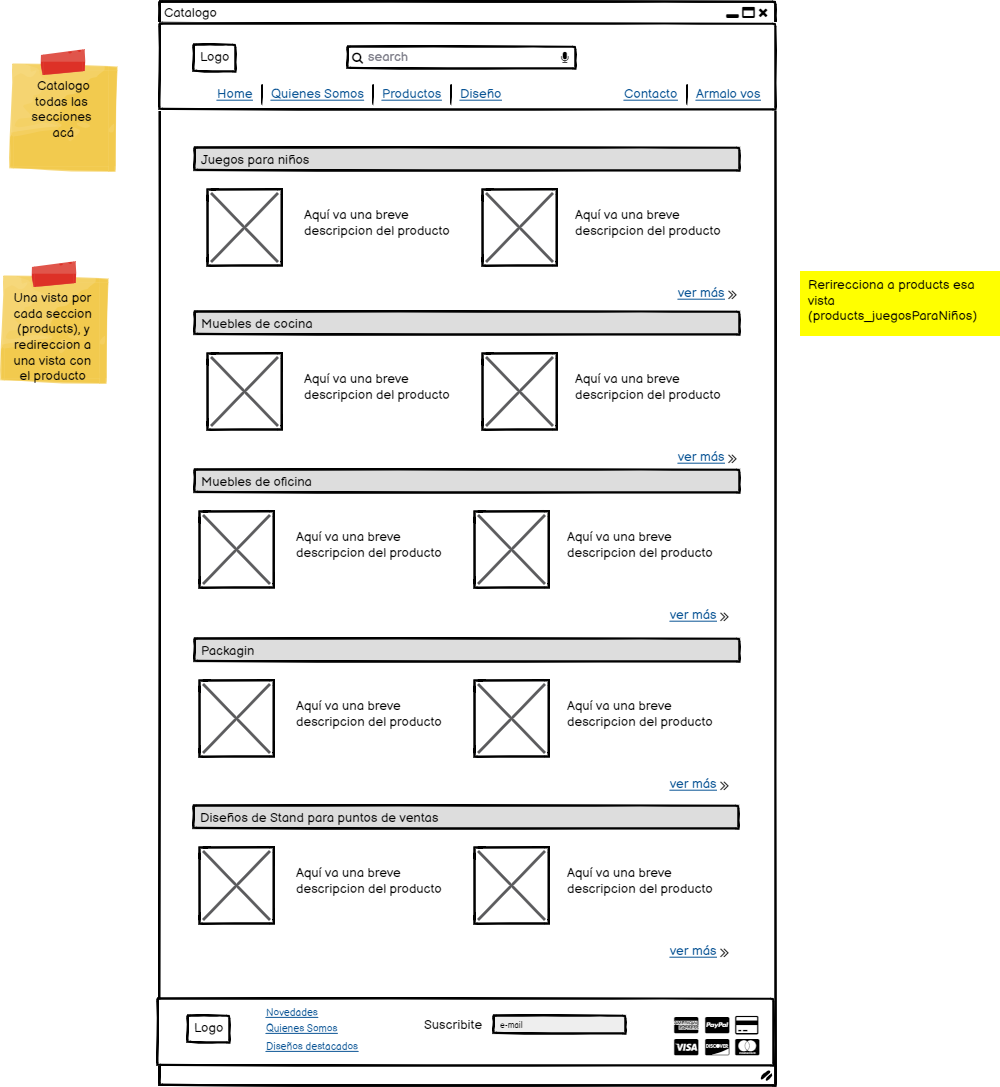 Catalogo
Logo
search
Home
Quienes Somos
Productos
Diseño
Contacto
Armalo vos
Catalogo
todas las
secciones
acá
Juegos para niños
Aquí va una breve
descripcion del producto
Aquí va una breve
descripcion del producto
ver más
Una vista por
cada seccion
(products), y
redireccion a
una vista con
el producto
Rerirecciona a products esa
vista
(products_juegosParaNiños)
Muebles de cocina
Aquí va una breve
descripcion del producto
Aquí va una breve
descripcion del producto
ver más
Muebles de oficina
Aquí va una breve
descripcion del producto
Aquí va una breve
descripcion del producto
ver más
Packagin
Aquí va una breve
descripcion del producto
Aquí va una breve
descripcion del producto
ver más
Diseños de Stand para puntos de ventas
Aquí va una breve
descripcion del producto
Aquí va una breve
descripcion del producto
ver más
Logo
Novedades
Quienes Somos
Diseños destacados
Suscribite
e-mail
AMERICAN EXPRESS
PayPal
VISA
DISCOVER